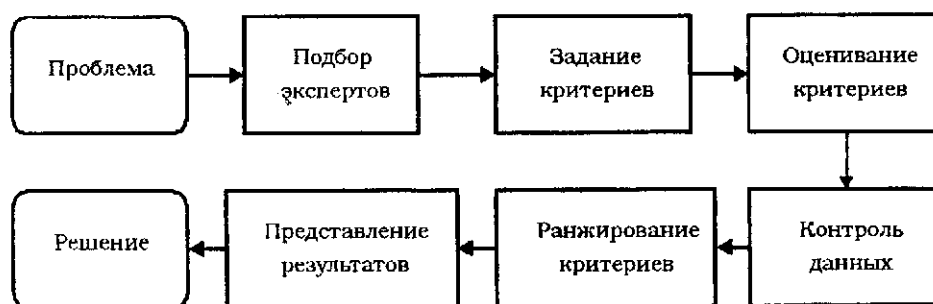 Проблема
Подбор
экспертов
Задание
критериев
Оценивание
критериев
Контроль
данных
Ранжирование
критериев
Представление
результатов
Решение